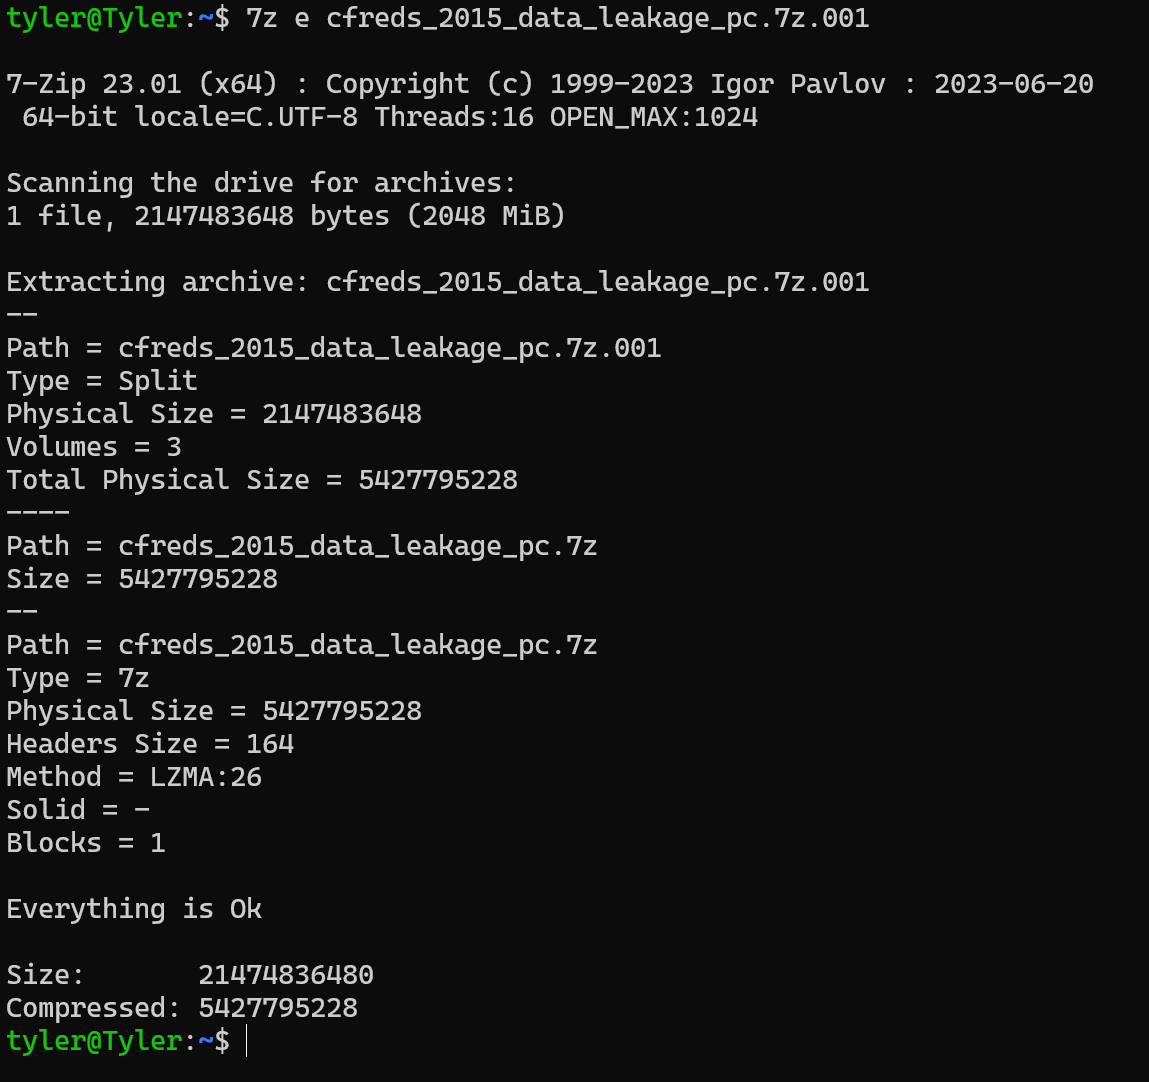 tyler@Tyler:~$ 7z e cfreds_2015_data_leakage_pc.7z.001
7-Zip 23.01 (x64) : Copyright (c) 1999-2023 Igor Pavlov : 2023-06-20
 64-bit locale=C.UTF-8 Threads:16 OPEN_MAX:1024
Scanning the drive for archives:
1 file, 2147483648 bytes (2048 MiB)
Extracting archive: cfreds_2015_data_leakage_pc.7z.001
--
Path = cfreds_2015_data_leakage_pc.7z.001
Type = Split
Physical Size = 2147483648
Volumes = 3
Total Physical Size = 5427795228
----
Path = cfreds_2015_data_leakage_pc.7z
Size = 5427795228
--
Path = cfreds_2015_data_leakage_pc.7z
Type = 7z
Physical Size = 5427795228
Headers Size = 164
Method = LZMA:26
Solid = -
Blocks = 1
Everything is Ok
Size:       21474836480
Compressed: 5427795228
tyler@Tyler:~$